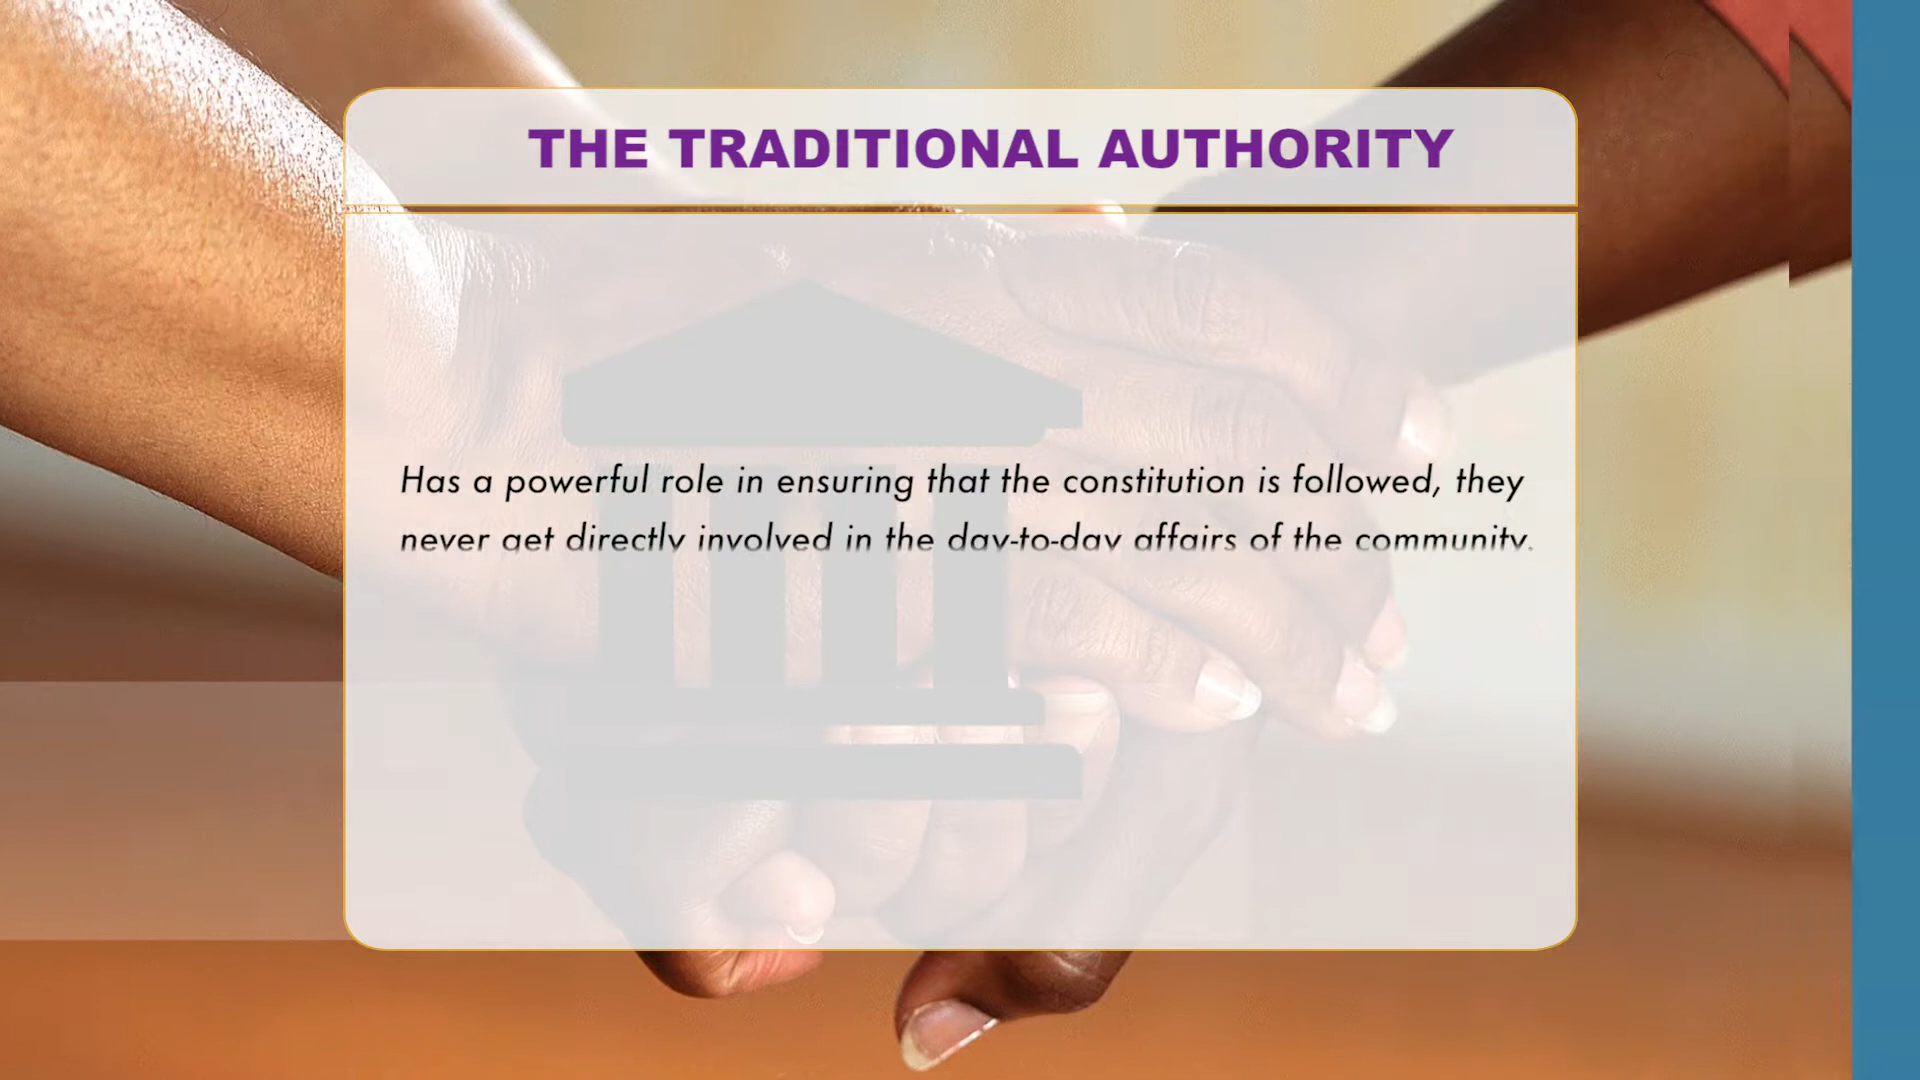 THE TRADITIONAL AUTHORITY
Has a powerful role in ensuring that the constitution is followed, they
never get directly involved in the day-to-day affairs of the community.